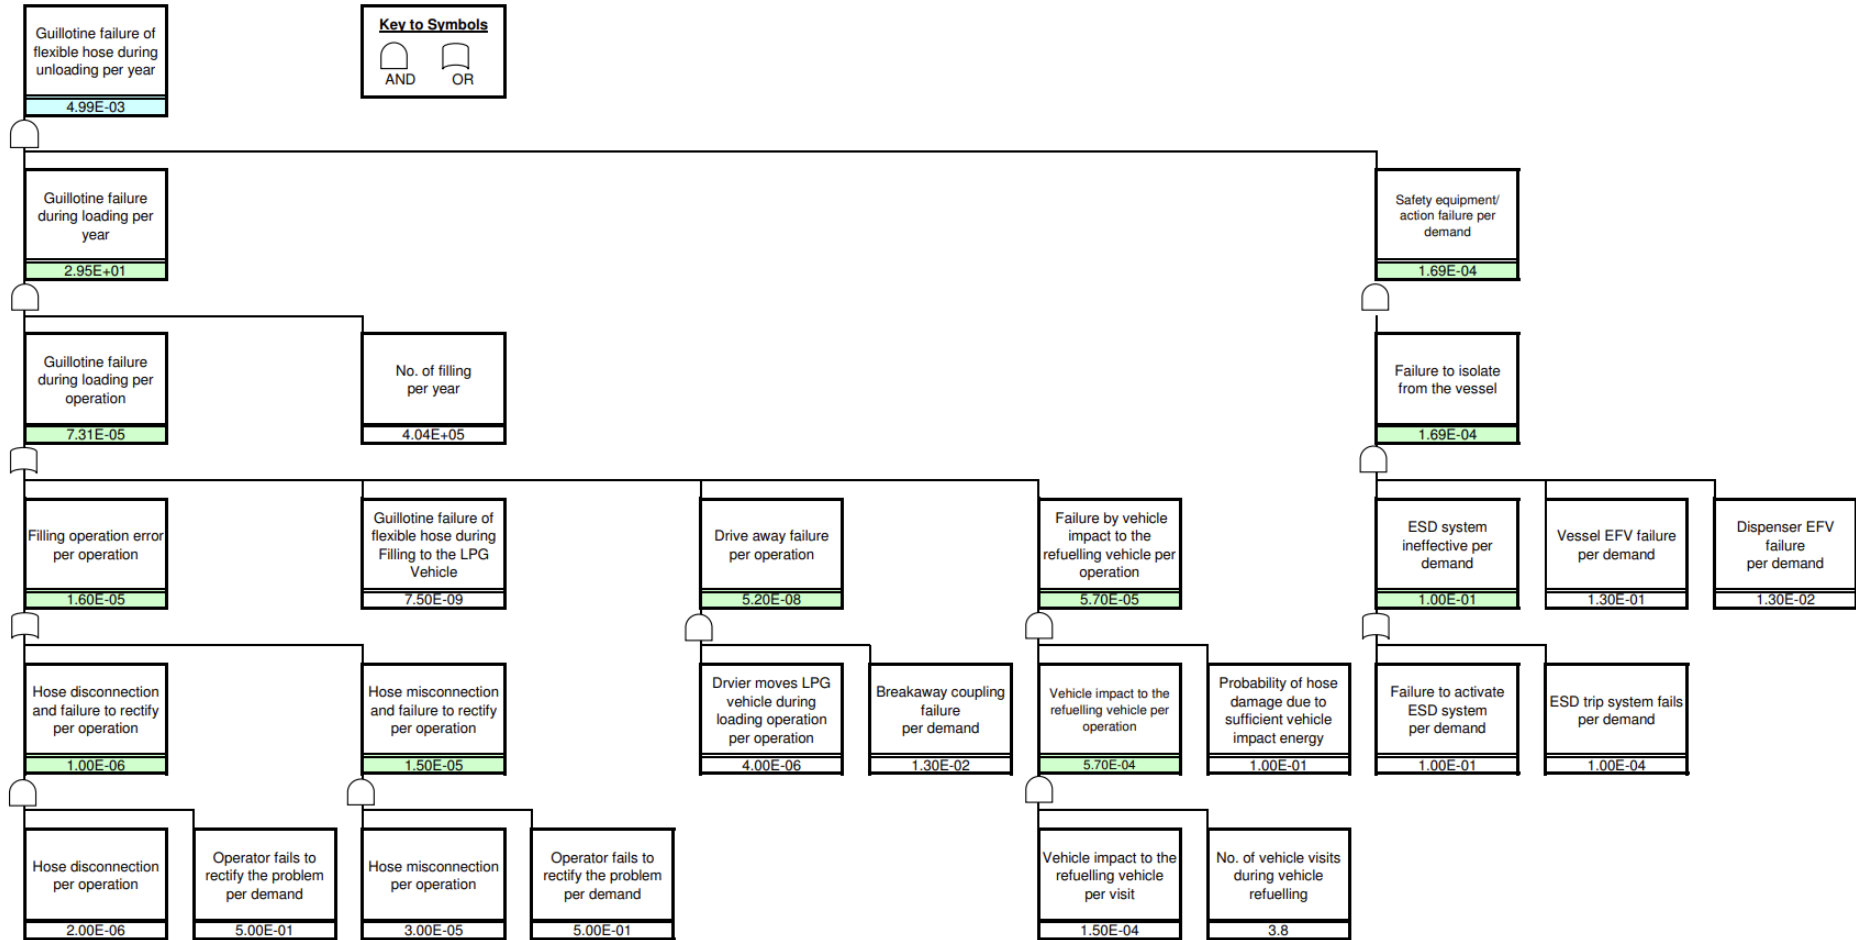 Guillotine failure of
flexible hose during
unloading per year
4.99E-03
Key to Symbols
AND
OR
Guillotine failure
during loading per
year
2.95E+01
Safety equipment/
action failure per
demand
1.69E-04
Guillotine failure
during loading per
operation
7.31E-05
No. of filling
per year
4.04E+05
Failure to isolate
from the vessel
1.69E-04
Filling operation error
per operation
1.60E-05
Guillotine failure of
flexible hose during
Filling to the LPG
Vehicle
7.50E-09
Drive away failure
per operation
5.20E-08
Failure by vehicle
impact to the
refuelling vehicle per
operation
5.70E-05
ESD system
ineffective per
demand
1.00E-01
Vessel EFV failure
per demand
1.30E-01
Dispenser EFV
failure
per demand
1.30E-02
Hose disconnection
and failure to rectify
per operation
1.00E-06
Hose misconnection
and failure to rectify
per operation
1.50E-05
Drvier moves LPG
vehicle during
loading operation
per operation
4.00E-06
Breakaway coupling
failure
per demand
1.30E-02
Vehicle impact to the
refuelling vehicle per
operation
5.70E-04
Probability of hose
damage due to
sufficient vehicle
impact energy
1.00E-01
Failure to activate
ESD system
per demand
1.00E-01
ESD trip system fails
per demand
1.00E-04
Hose disconnection
per operation
2.00E-06
Operator fails to
rectify the problem
per demand
5.00E-01
Hose misconnection
per operation
3.00E-05
Operator fails to
rectify the problem
per demand
5.00E-01
Vehicle impact to the
refuelling vehicle
per visit
1.50E-04
No. of vehicle visits
during vehicle
refuelling
3.8